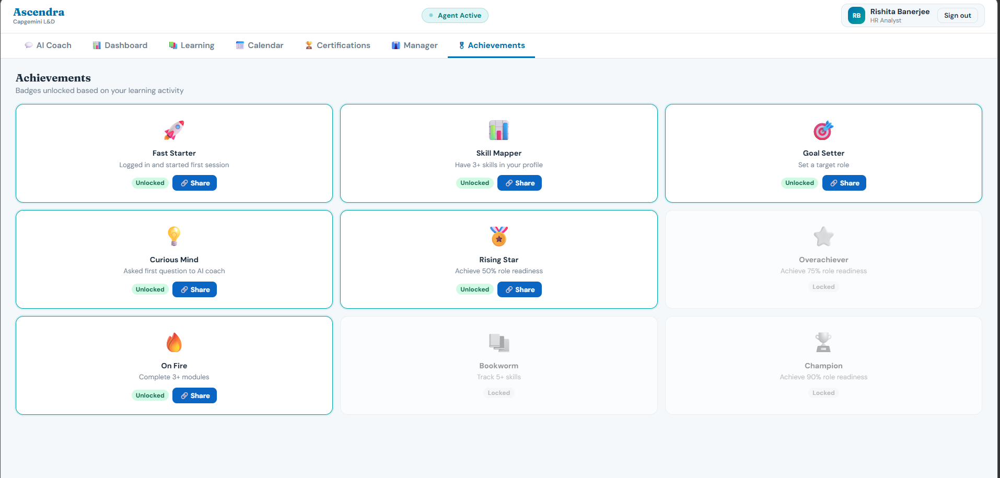 Ascendra
Capgemini L&D
Agent Active
RB
Rishita Banerjee
HR Analyst
Sign out
AI Coach
Dashboard
Learning
Calendar
Certifications
Manager
Achievements
Achievements
Badges unlocked based on your learning activity
Fast Starter
Logged in and started first session
Unlocked
Share
Skill Mapper
Have 3+ skills in your profile
Unlocked
Share
Goal Setter
Set a target role
Unlocked
Share
Curious Mind
Asked first question to AI coach
Unlocked
Share
Rising Star
Achieve 50% role readiness
Unlocked
Share
Overachiever
Achieve 75% role readiness
Locked
On Fire
Complete 3+ modules
Unlocked
Share
Bookworm
Track 5+ skills
Locked
Champion
Achieve 90% role readiness
Locked